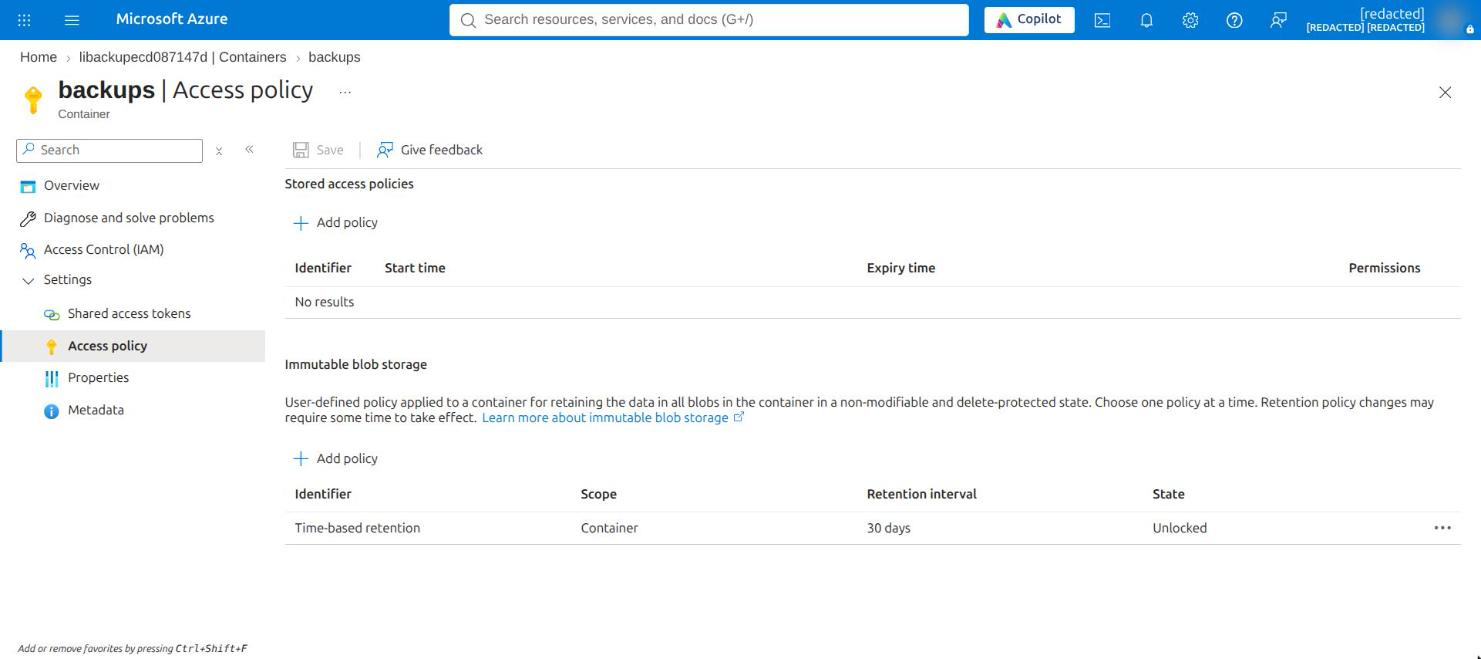 Microsoft Azure
Search resources, services, and docs (G+/)
Copilot
[redacted]
[REDACTED] [REDACTED]
Home › libackupecd087147d | Containers › backups
backups | Access policy ...
Container
Search
Save
Give feedback
Overview
Diagnose and solve problems
Access Control (IAM)
Settings
Shared access tokens
Access policy
Properties
Metadata
Stored access policies
Add policy
Identifier Start time Expiry time Permissions
No results
Immutable blob storage
User-defined policy applied to a container for retaining the data in all blobs in the container in a non-modifiable and delete-protected state. Choose one policy at a time. Retention policy changes may
require some time to take effect. Learn more about immutable blob storage
Add policy
Identifier Scope Retention interval State
Time-based retention Container 30 days Unlocked
Add or remove favorites by pressing Ctrl+Shift+F